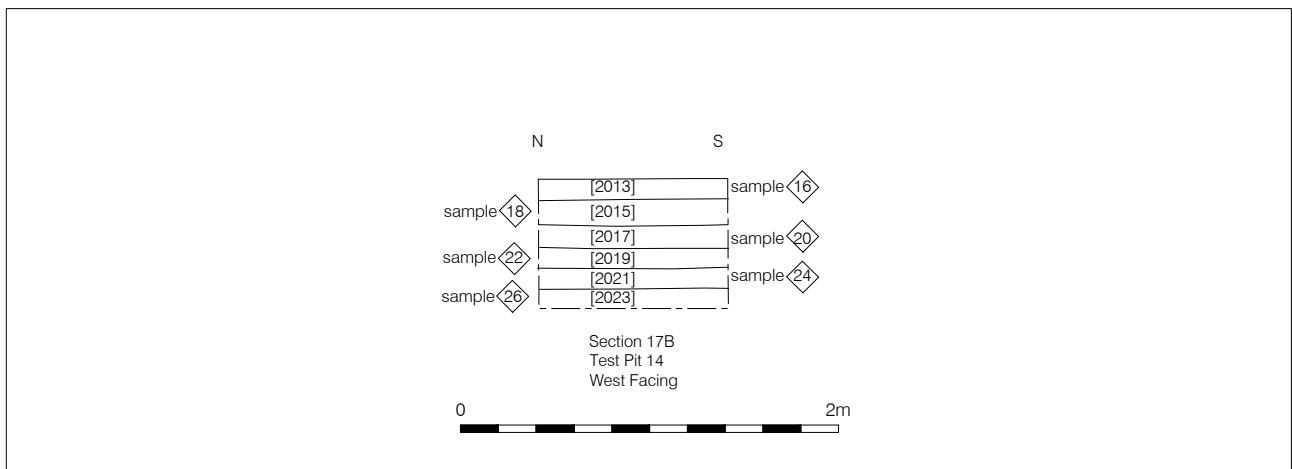 N S
[2013] sample 16
sample 18 [2015]
[2017] sample 20
sample 22 [2019]
[2021] sample 24
sample 26 [2023]
Section 17B
Test Pit 14
West Facing
0 2m